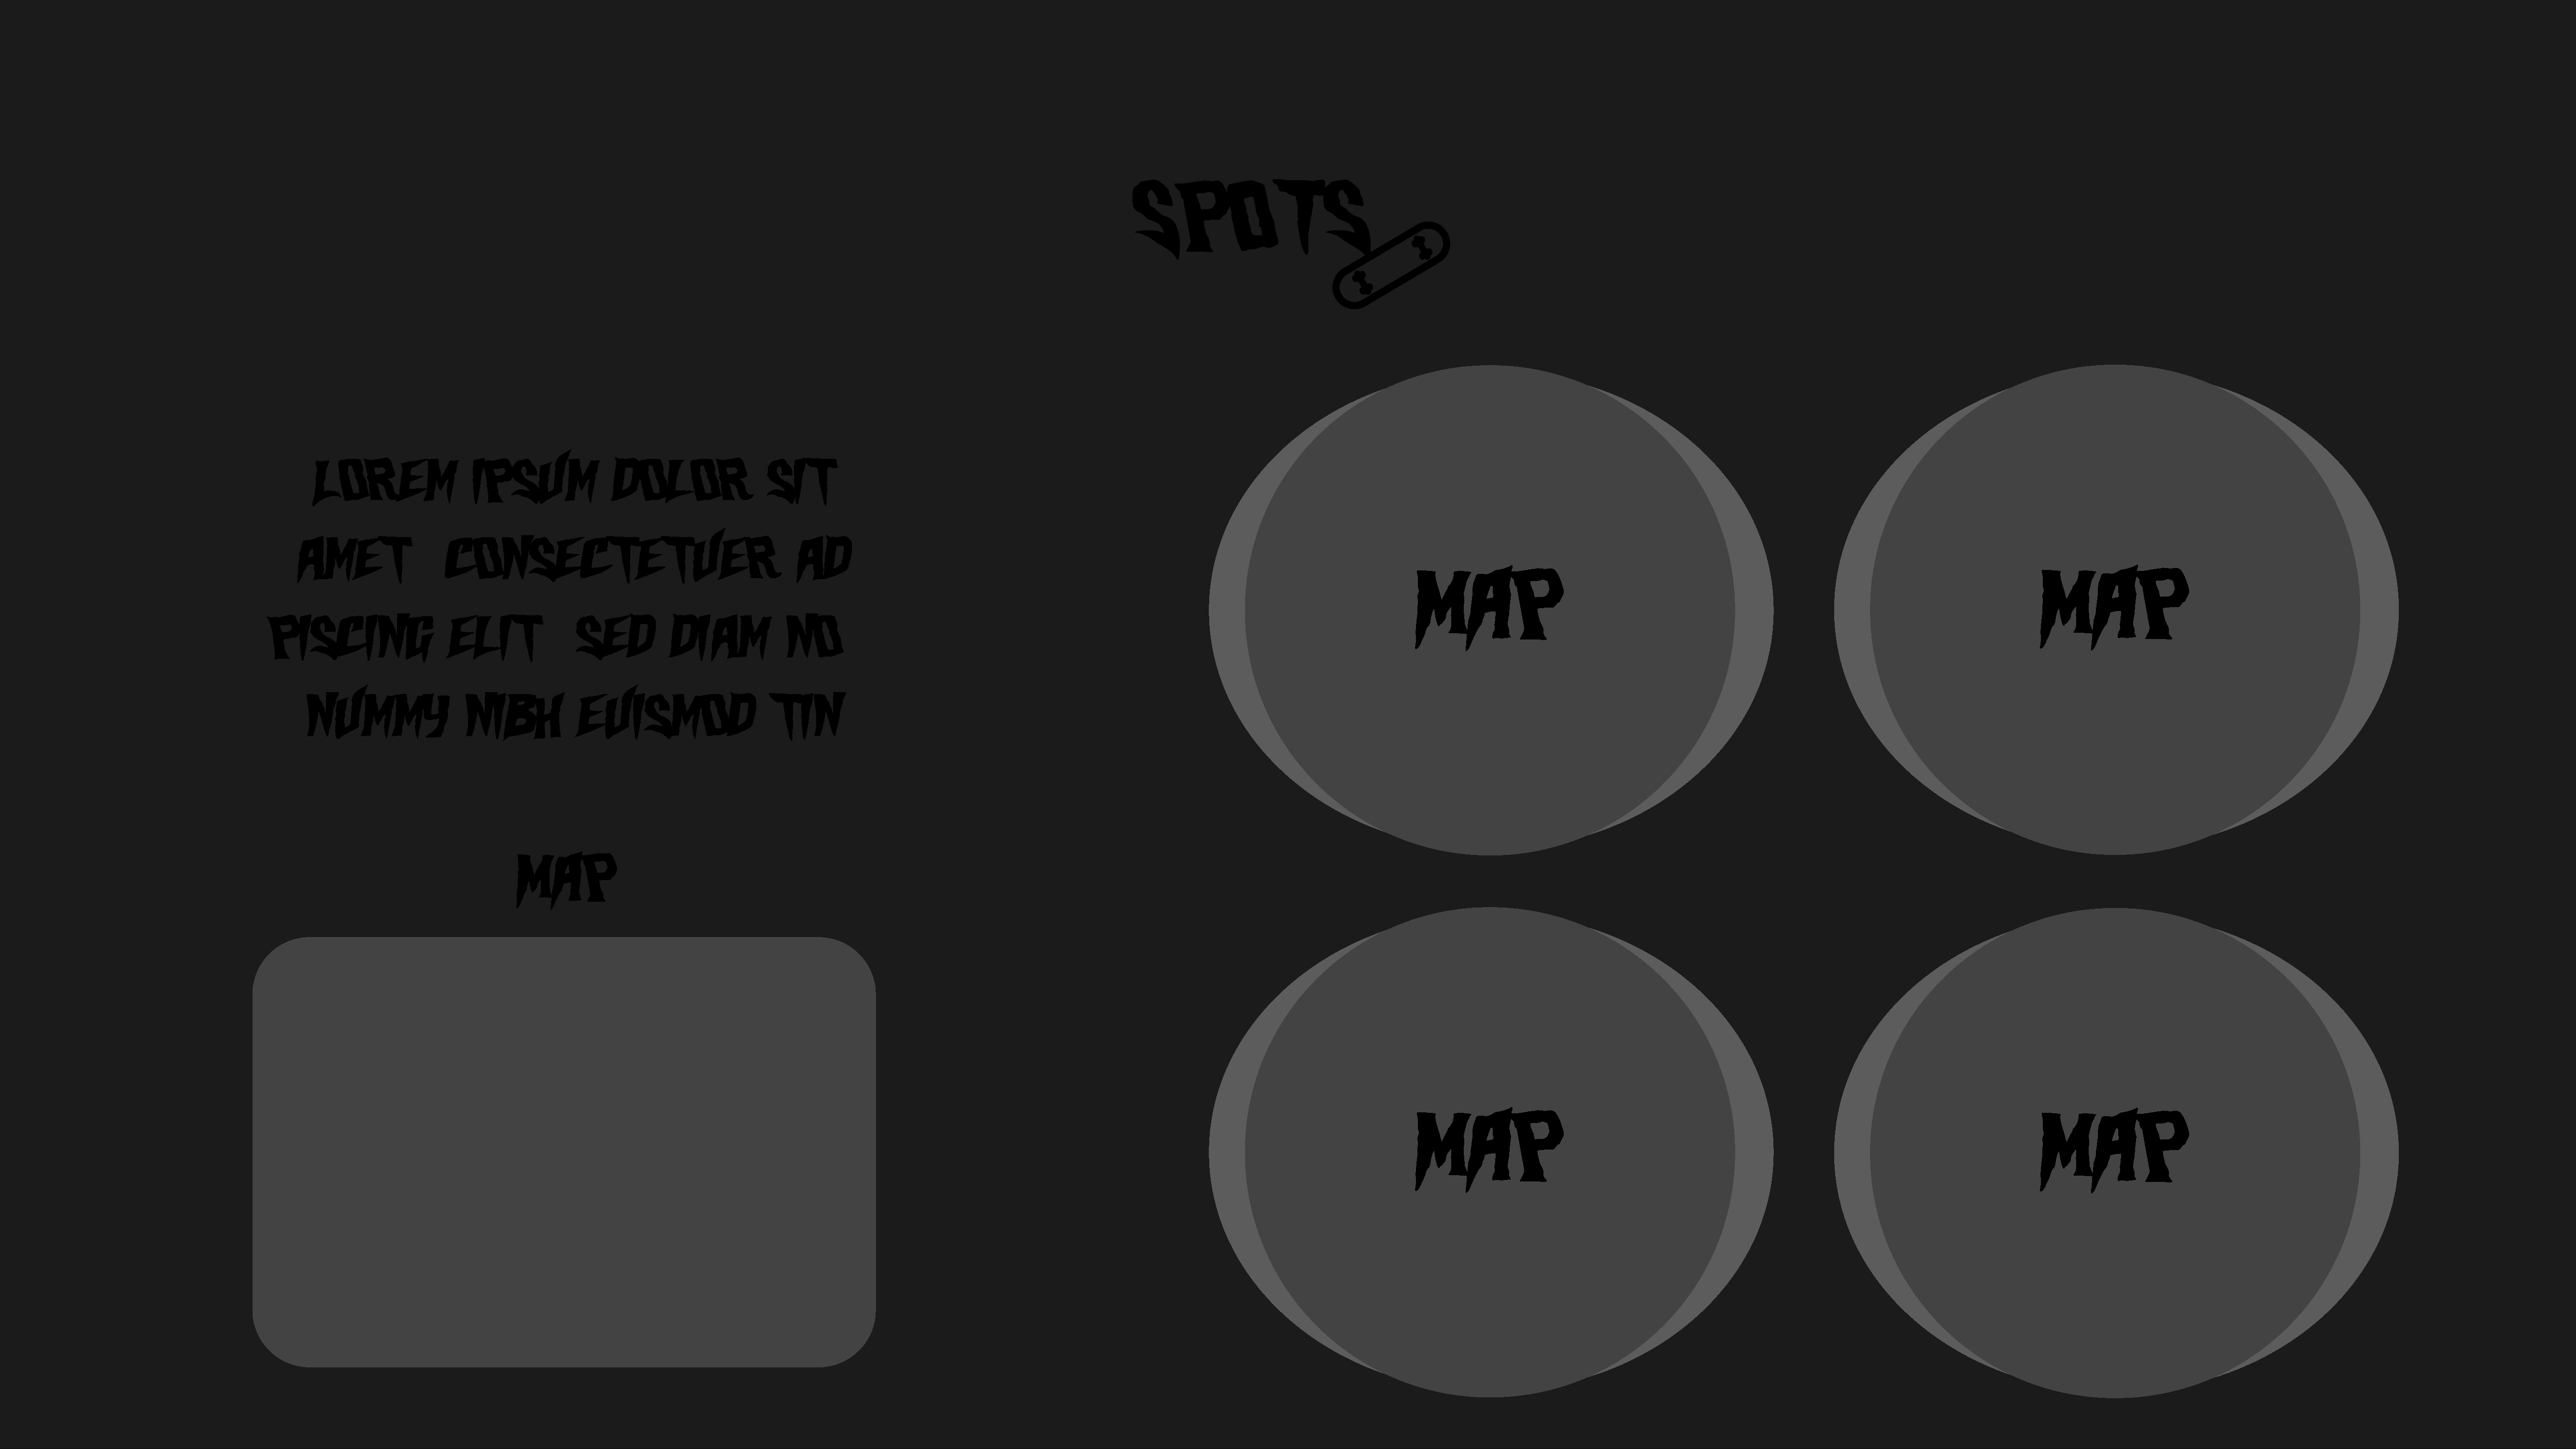 SPOTS
LOREM IPSUM DOLOR SIT
AMET CONSECTETUER AD
PISCING ELIT SED DIAM NO
NUMMY NIBH EUISMOD TIN
MAP
MAP
MAP
MAP
MAP